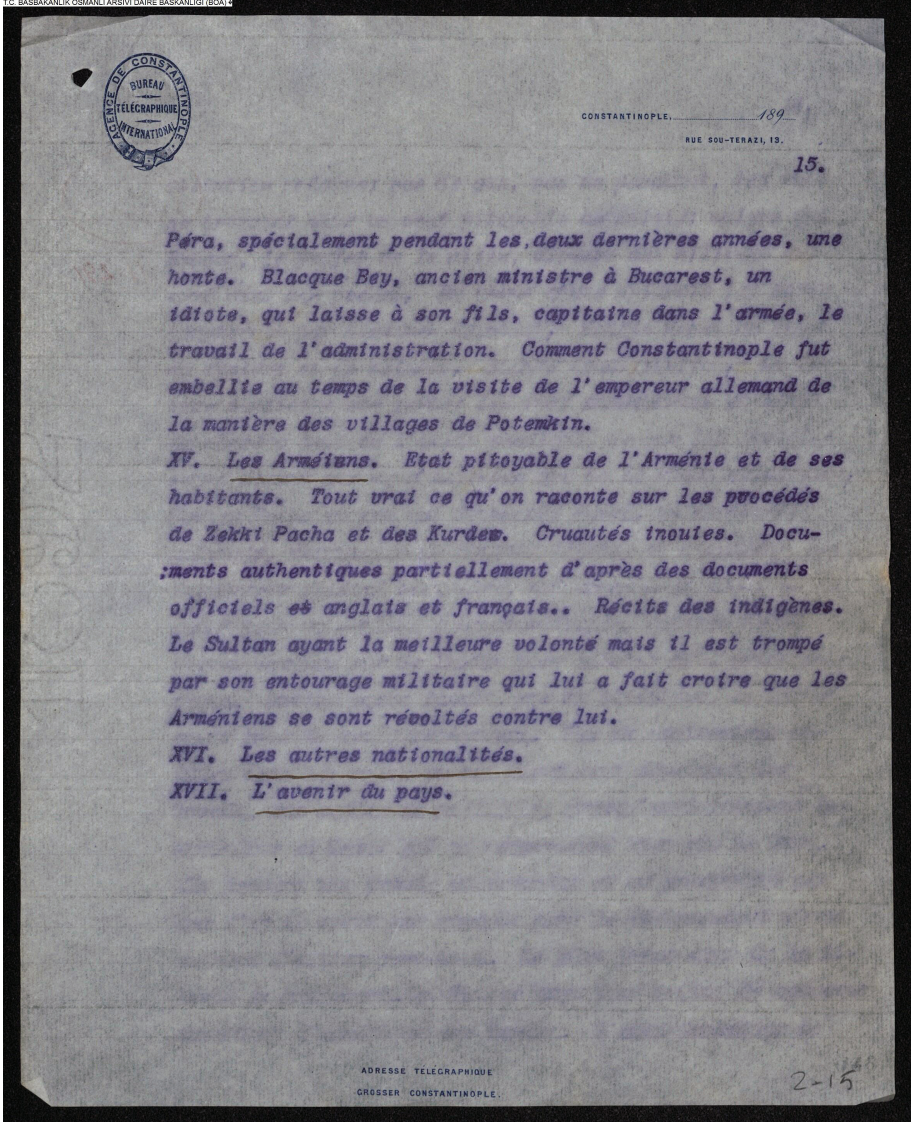 T.C. BAŞBAKANLIK OSMANLI ARŞİVİ DAİRE BAŞKANLIĞI (BOA)
AGENCE DE CONSTANTINOPLE
BUREAU
TÉLÉGRAPHIQUE
INTERNATIONAL
CONSTANTINOPLE, 189
RUE SOU-TERAZI, 13.
15.
Péra, spécialement pendant les deux dernières années, une
honte. Blacque Bey, ancien ministre à Bucarest, un
idiote, qui laisse à son fils, capitaine dans l'armée, le
travail de l'administration. Comment Constantinople fut
embellie au temps de la visite de l'empereur allemand de
la manière des villages de Potemkin.
XV. Les Arméiens. Etat pitoyable de l'Arménie et de ses
habitants. Tout vrai ce qu'on raconte sur les procédés
de Zekki Pacha et des Kurdes. Cruautés inouies. Docu-
:ments authentiques partiellement d'après des documents
officiels et anglais et français.. Récits des indigènes.
Le Sultan ayant la meilleure volonté mais il est trompé
par son entourage militaire qui lui a fait croire que les
Arméniens se sont révoltés contre lui.
XVI. Les autres nationalités.
XVII. L'avenir du pays.
ADRESSE TÉLÉGRAPHIQUE
GROSSER CONSTANTINOPLE.
2-15